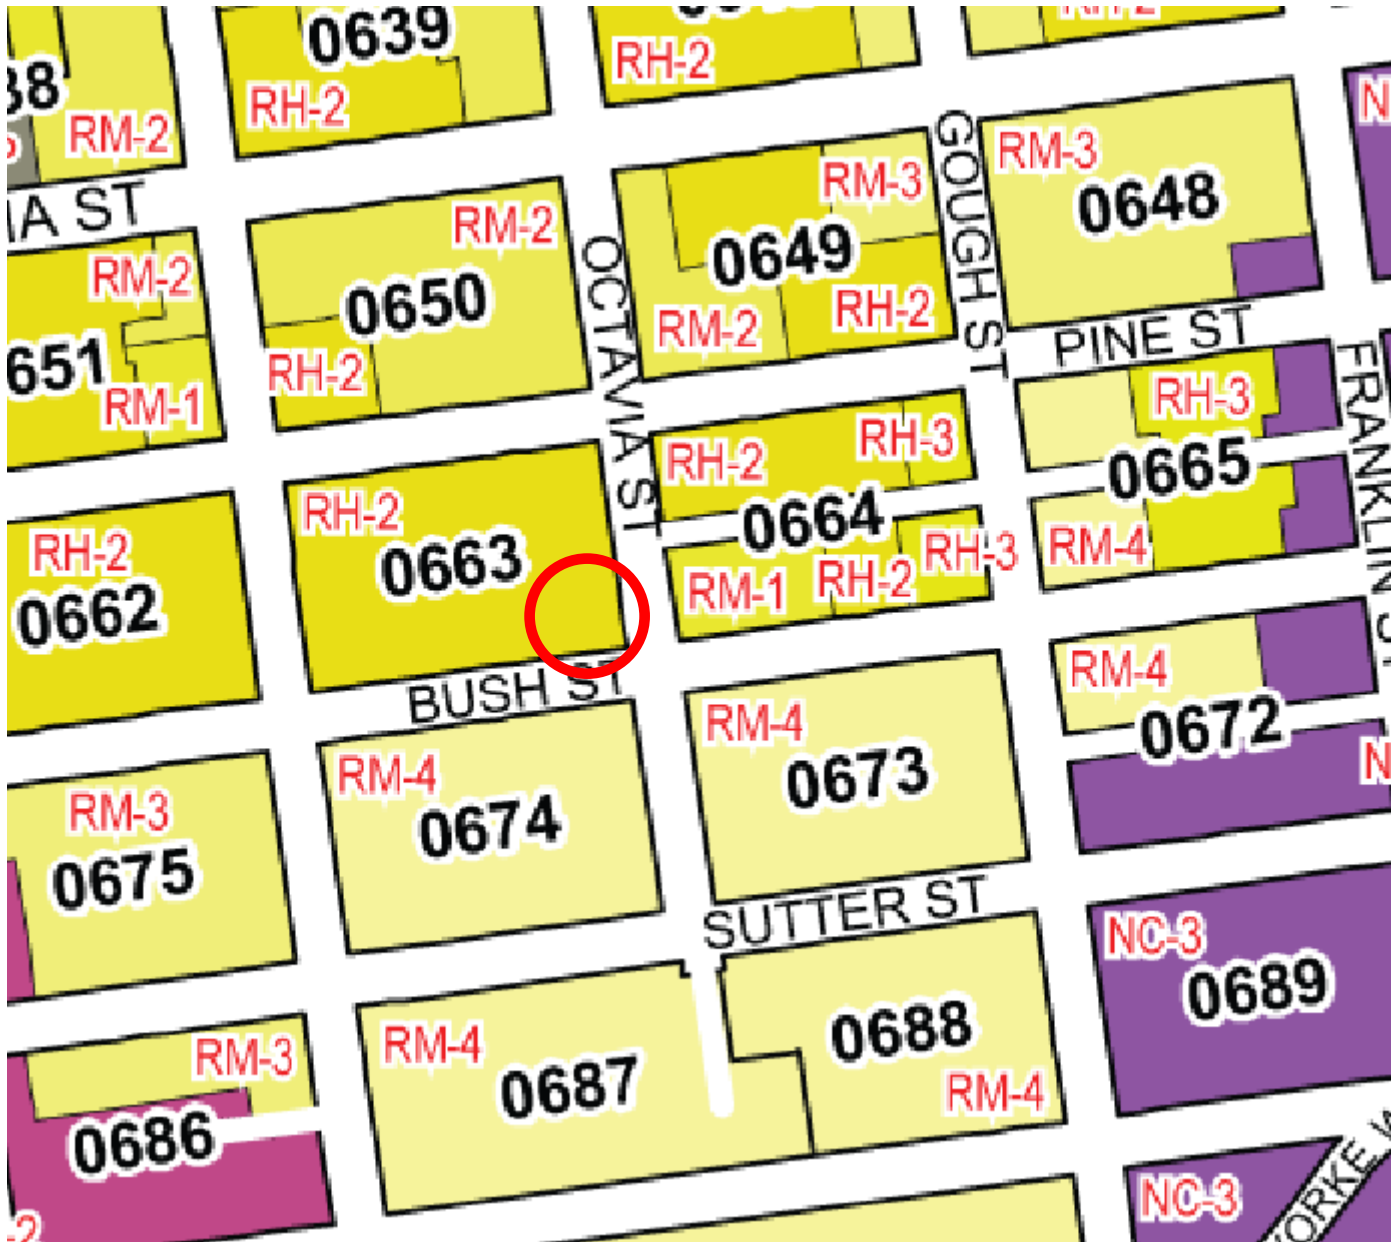 0639
RH-2
RH-2
38
RM-2
RH-2
IA ST
GOUGH ST
RM-3
0648
N
RM-3
RM-2
0649
RM-2
RH-2
RM-2
0650
RH-2
OCTAVIA ST
PINE ST
FRANKLIN ST
651
RM-1
RH-3
0665
RM-4
RH-2
RH-3
0664
RM-1
RH-2
RH-3
RH-2
0663
RH-2
0662
BUSH ST
RM-4
0672
N
RM-4
0673
RM-4
0674
RM-3
0675
SUTTER ST
NC-3
0689
RM-4
0687
0688
RM-4
RM-3
0686
NC-3
-2